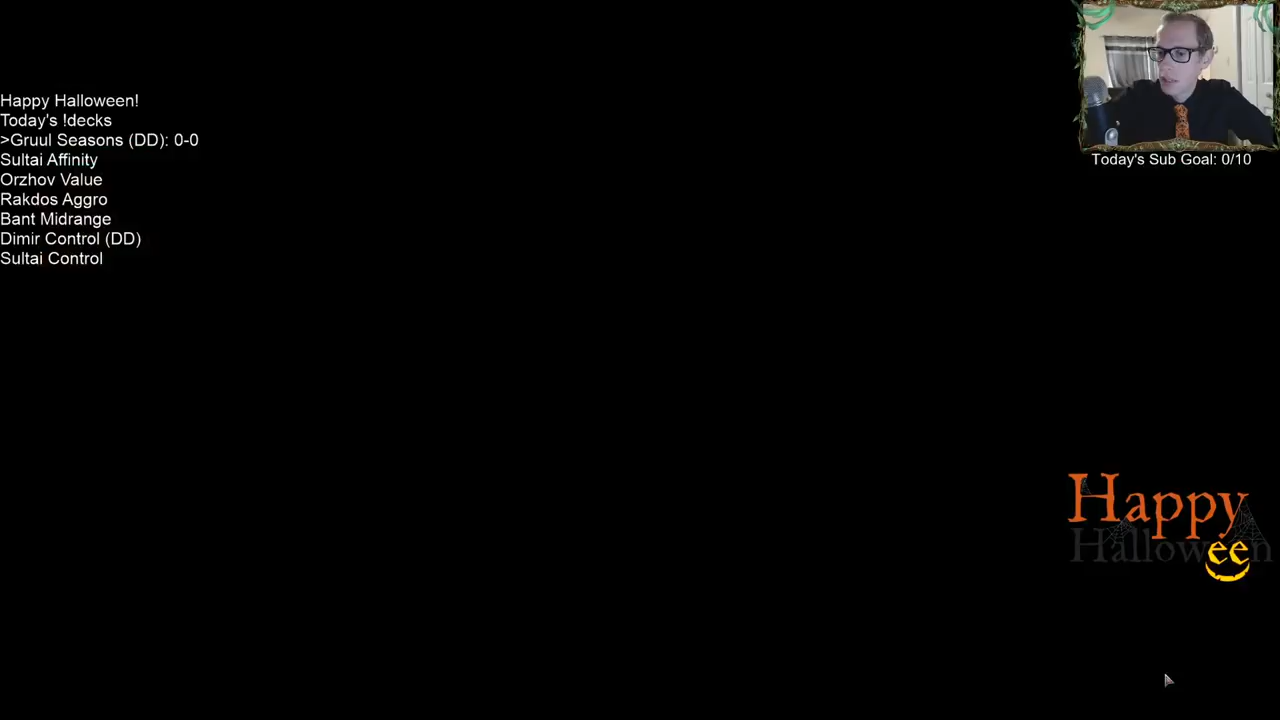 Happy Halloween!
Today's !decks
>Gruul Seasons (DD): 0-0
Sultai Affinity
Orzhov Value
Rakdos Aggro
Bant Midrange
Dimir Control (DD)
Sultai Control
Today's Sub Goal: 0/10
Happy
Halloween